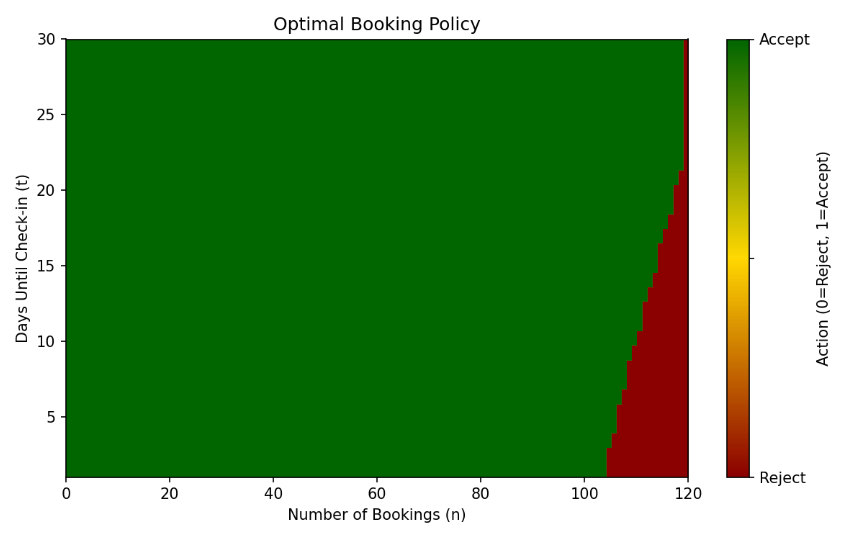 Optimal Booking Policy
Days Until Check-in (t)
30
25
20
15
10
5
0
20
40
60
80
100
120
Number of Bookings (n)
Accept
Reject
Action (0=Reject, 1=Accept)